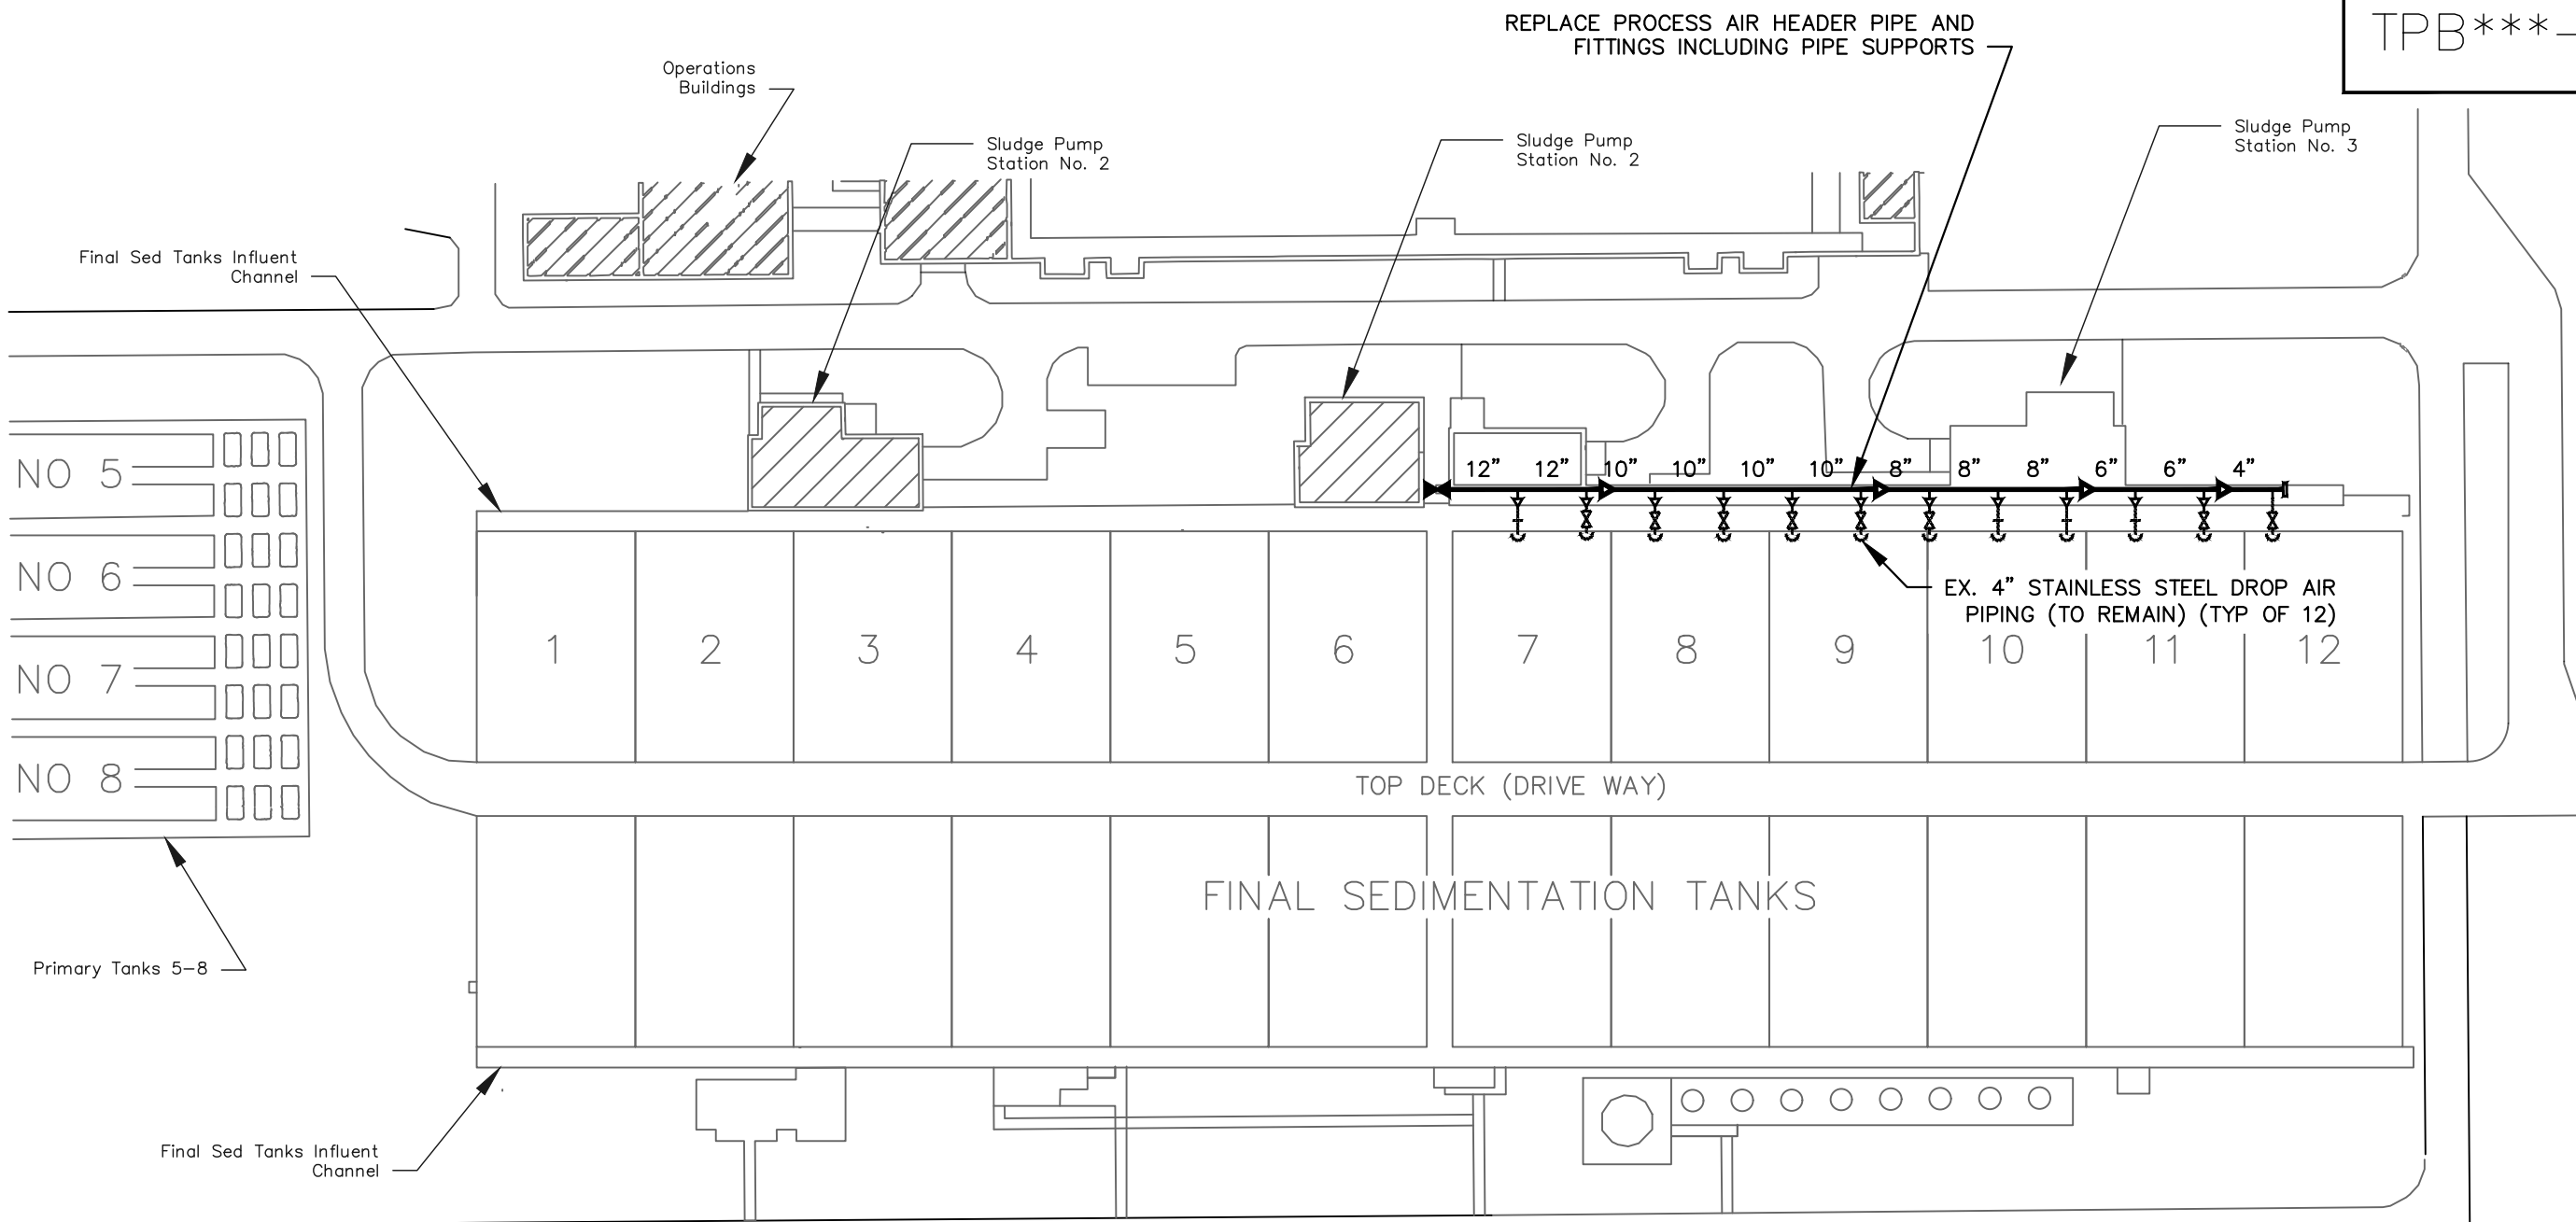 REPLACE PROCESS AIR HEADER PIPE AND
FITTINGS INCLUDING PIPE SUPPORTS
TPB***-
Operations
Buildings
Sludge Pump
Station No. 2
Sludge Pump
Station No. 2
Sludge Pump
Station No. 3
Final Sed Tanks Influent
Channel
NO 5
NO 6
NO 7
NO 8
12" 12" 10" 10" 10" 10" 8" 8" 8" 6" 6" 4"
EX. 4" STAINLESS STEEL DROP AIR
PIPING (TO REMAIN) (TYP OF 12)
1 2 3 4 5 6 7 8 9 10 11 12
TOP DECK (DRIVE WAY)
FINAL SEDIMENTATION TANKS
Primary Tanks 5-8
Final Sed Tanks Influent
Channel